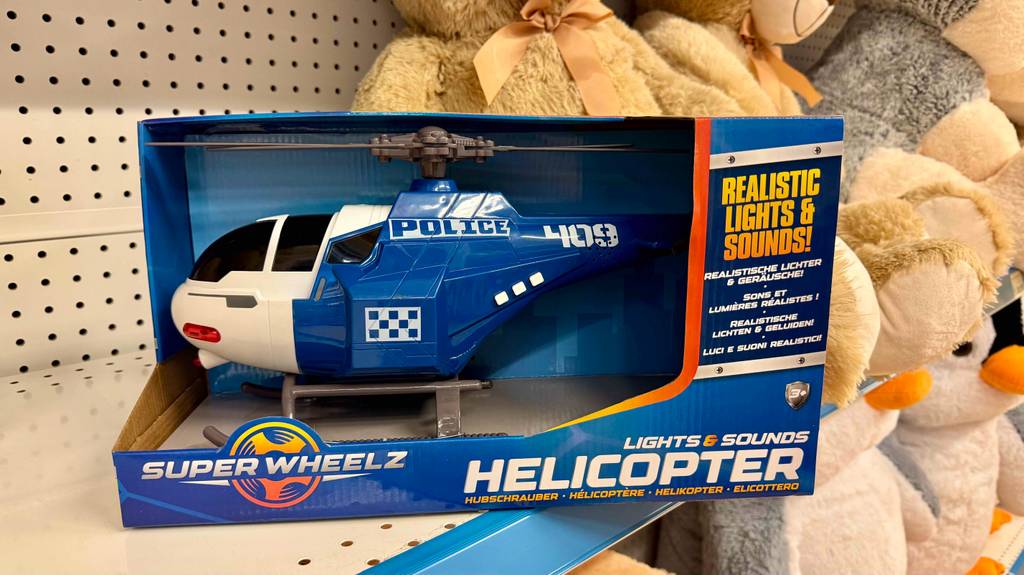 POLICE
409
REALISTIC
LIGHTS &
SOUNDS!
REALISTISCHE LICHTER
& GERÄUSCHE!
SONS ET
LUMIÈRES RÉALISTES !
REALISTISCHE
LICHTEN & GELUIDEN!
LUCI E SUONI REALISTICI!
3+
SUPER WHEELZ
LIGHTS & SOUNDS
HELICOPTER
HUBSCHRAUBER • HÉLICOPTÈRE • HELIKOPTER • ELICOTTERO